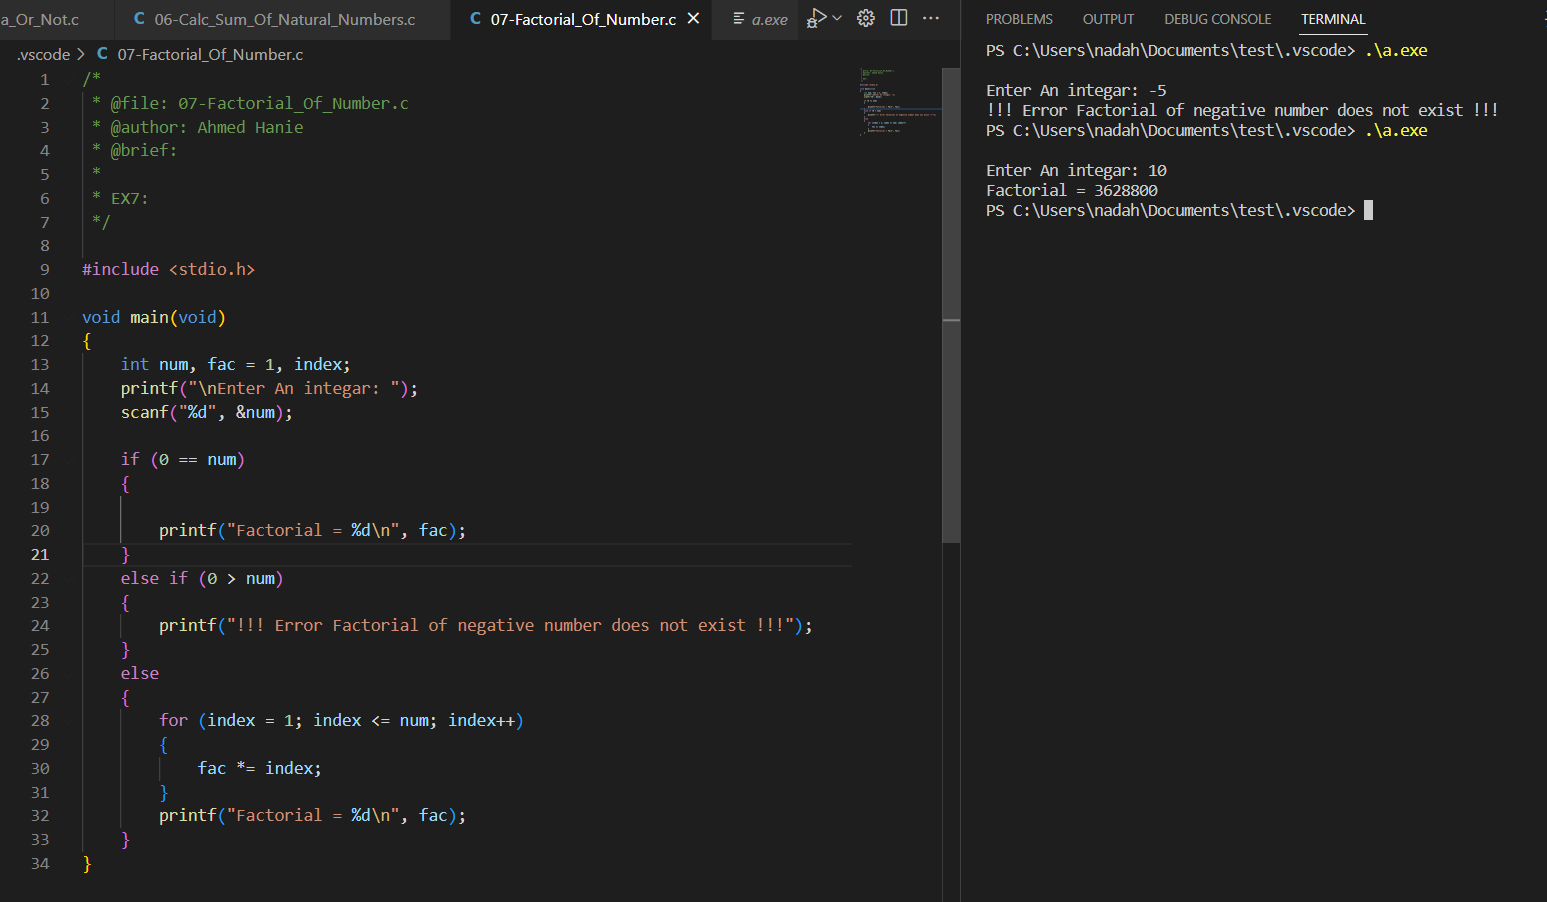 a_Or_Not.c
C 06-Calc_Sum_Of_Natural_Numbers.c
C 07-Factorial_Of_Number.c ✕
a.exe
.vscode > C 07-Factorial_Of_Number.c
1 /*
2 * @file: 07-Factorial_Of_Number.c
3 * @author: Ahmed Hanie
4 * @brief:
5 *
6 * EX7:
7 */
8
9 #include <stdio.h>
10
11 void main(void)
12 {
13 int num, fac = 1, index;
14 printf("\nEnter An integar: ");
15 scanf("%d", &num);
16
17 if (0 == num)
18 {
19
20 printf("Factorial = %d\n", fac);
21 }
22 else if (0 > num)
23 {
24 printf("!!! Error Factorial of negative number does not exist !!!");
25 }
26 else
27 {
28 for (index = 1; index <= num; index++)
29 {
30 fac *= index;
31 }
32 printf("Factorial = %d\n", fac);
33 }
34 }
PROBLEMS OUTPUT DEBUG CONSOLE TERMINAL
PS C:\Users\nadah\Documents\test\.vscode> .\a.exe
Enter An integar: -5
!!! Error Factorial of negative number does not exist !!!
PS C:\Users\nadah\Documents\test\.vscode> .\a.exe
Enter An integar: 10
Factorial = 3628800
PS C:\Users\nadah\Documents\test\.vscode>